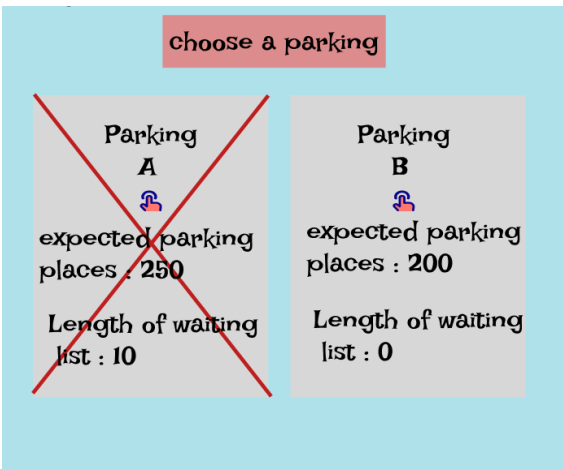 choose a parking
Parking
A
expected parking
places : 250
Length of waiting
list : 10
Parking
B
expected parking
places : 200
Length of waiting
list : 0